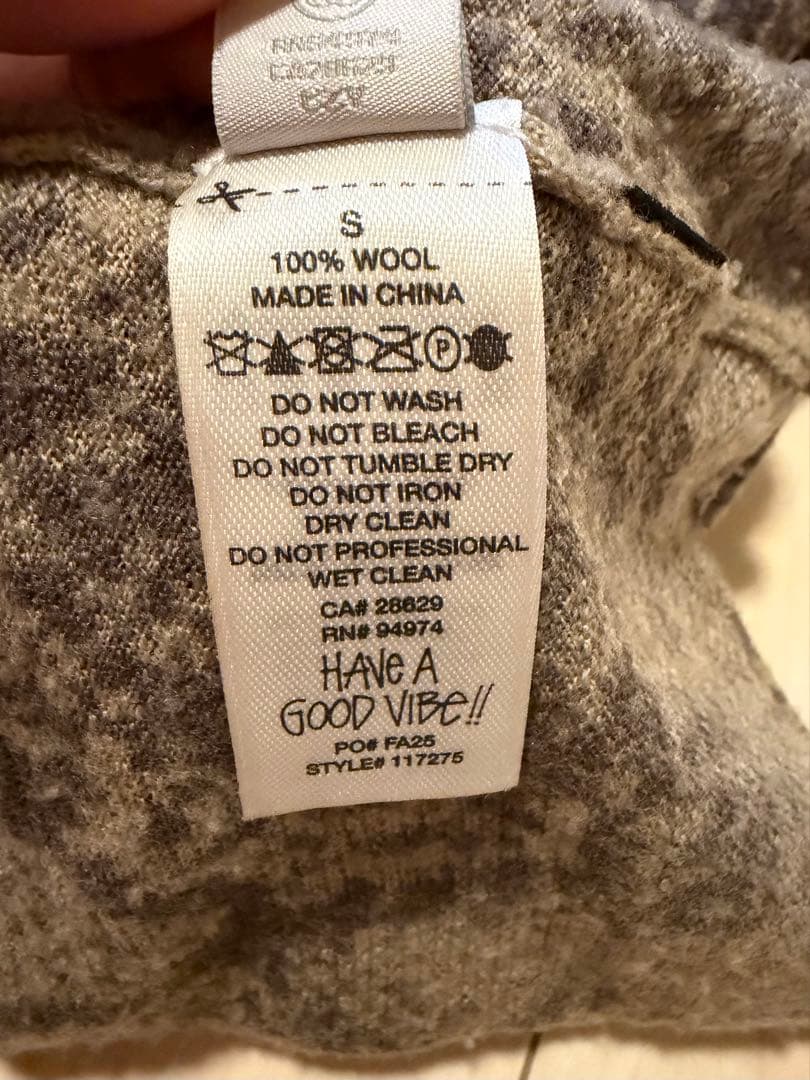 S
100% WOOL
MADE IN CHINA
P
DO NOT WASH
DO NOT BLEACH
DO NOT TUMBLE DRY
DO NOT IRON
DRY CLEAN
DO NOT PROFESSIONAL
WET CLEAN
CA# 28629
RN# 94974
HAVE A
GOOD VIBE!!
PO# FA25
STYLE# 117275